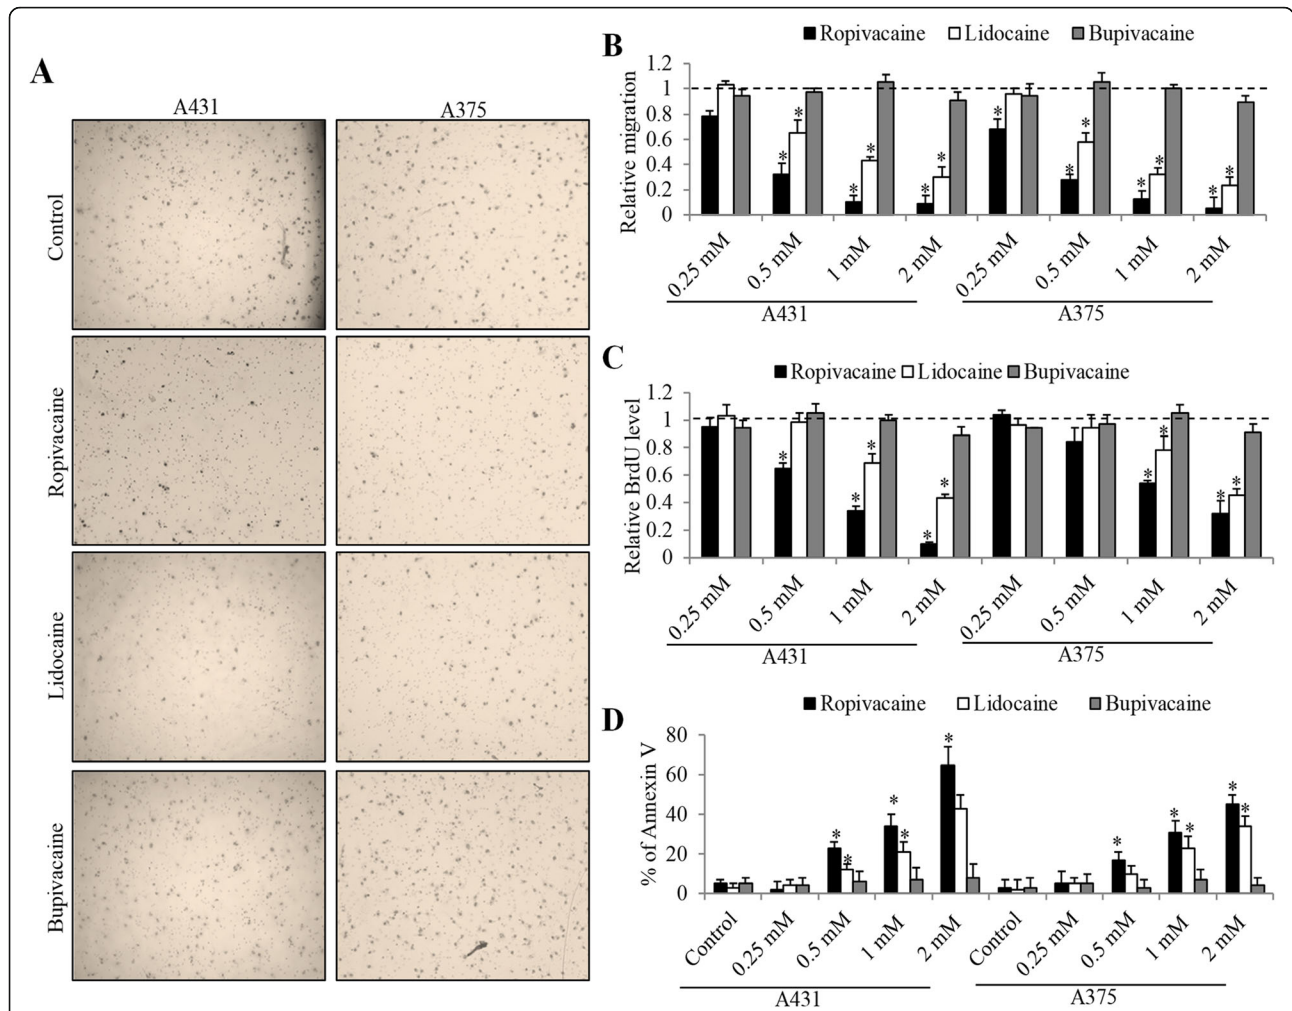 A
A431 A375
Control
Ropivacaine
Lidocaine
Bupivacaine
B
Ropivacaine Lidocaine Bupivacaine
Relative migration
1.2
1
0.8
0.6
0.4
0.2
0
* * * * * * * * * * * * *
0.25 mM 0.5 mM 1 mM 2 mM 0.25 mM 0.5 mM 1 mM 2 mM
A431 A375
C
Ropivacaine Lidocaine Bupivacaine
Relative BrdU level
1.2
1
0.8
0.6
0.4
0.2
0
* * * * * * * * *
0.25 mM 0.5 mM 1 mM 2 mM 0.25 mM 0.5 mM 1 mM 2 mM
A431 A375
D
Ropivacaine Lidocaine Bupivacaine
% of Annexin V
80
60
40
20
0
* * * * * * * * * *
Control 0.25 mM 0.5 mM 1 mM 2 mM Control 0.25 mM 0.5 mM 1 mM 2 mM
A431 A375